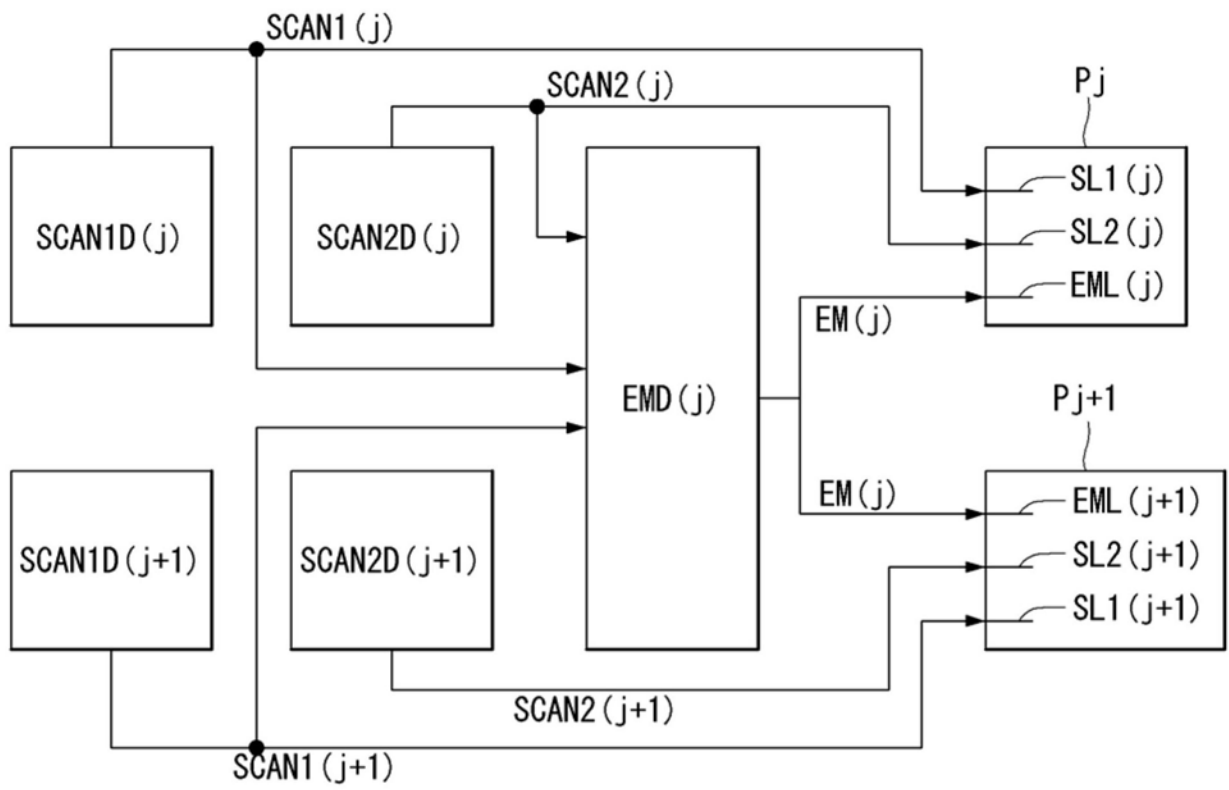 SCAN1(j)
SCAN2(j)
Pj
SCAN1D(j)
SCAN2D(j)
SL1(j)
SL2(j)
EML(j)
EM(j)
EMD(j)
Pj+1
EM(j)
SCAN1D(j+1)
SCAN2D(j+1)
EML(j+1)
SL2(j+1)
SL1(j+1)
SCAN2(j+1)
SCAN1(j+1)